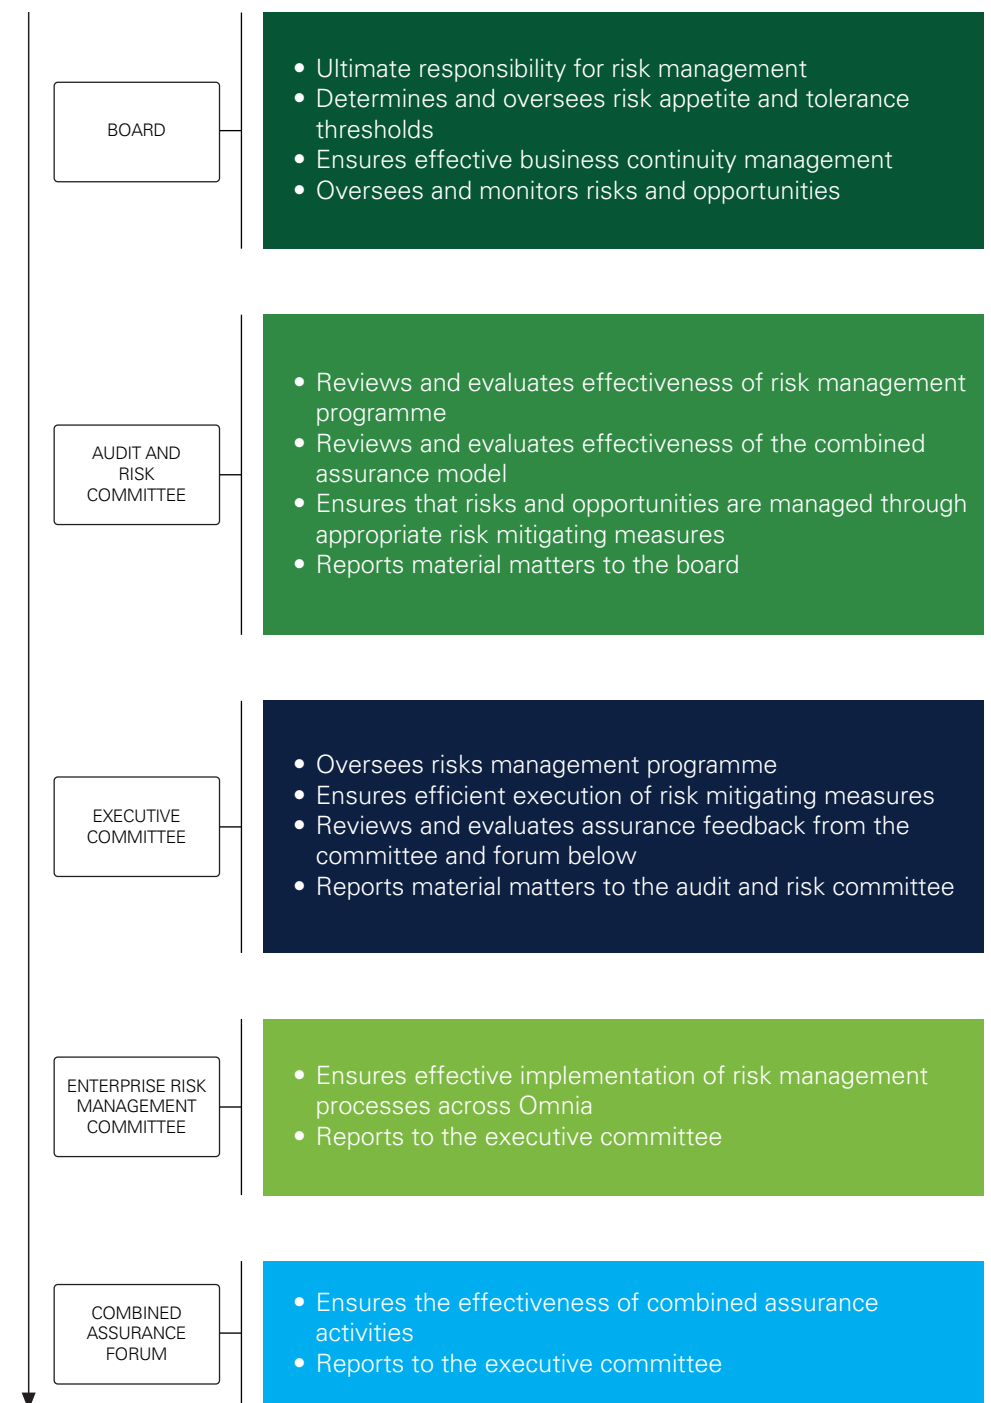 BOARD
• Ultimate responsibility for risk management
• Determines and oversees risk appetite and tolerance
thresholds
• Ensures effective business continuity management
• Oversees and monitors risks and opportunities
AUDIT AND
RISK
COMMITTEE
• Reviews and evaluates effectiveness of risk management
programme
• Reviews and evaluates effectiveness of the combined
assurance model
• Ensures that risks and opportunities are managed through
appropriate risk mitigating measures
• Reports material matters to the board
EXECUTIVE
COMMITTEE
• Oversees risks management programme
• Ensures efficient execution of risk mitigating measures
• Reviews and evaluates assurance feedback from the
committee and forum below
• Reports material matters to the audit and risk committee
ENTERPRISE RISK
MANAGEMENT
COMMITTEE
• Ensures effective implementation of risk management
processes across Omnia
• Reports to the executive committee
COMBINED
ASSURANCE
FORUM
• Ensures the effectiveness of combined assurance
activities
• Reports to the executive committee